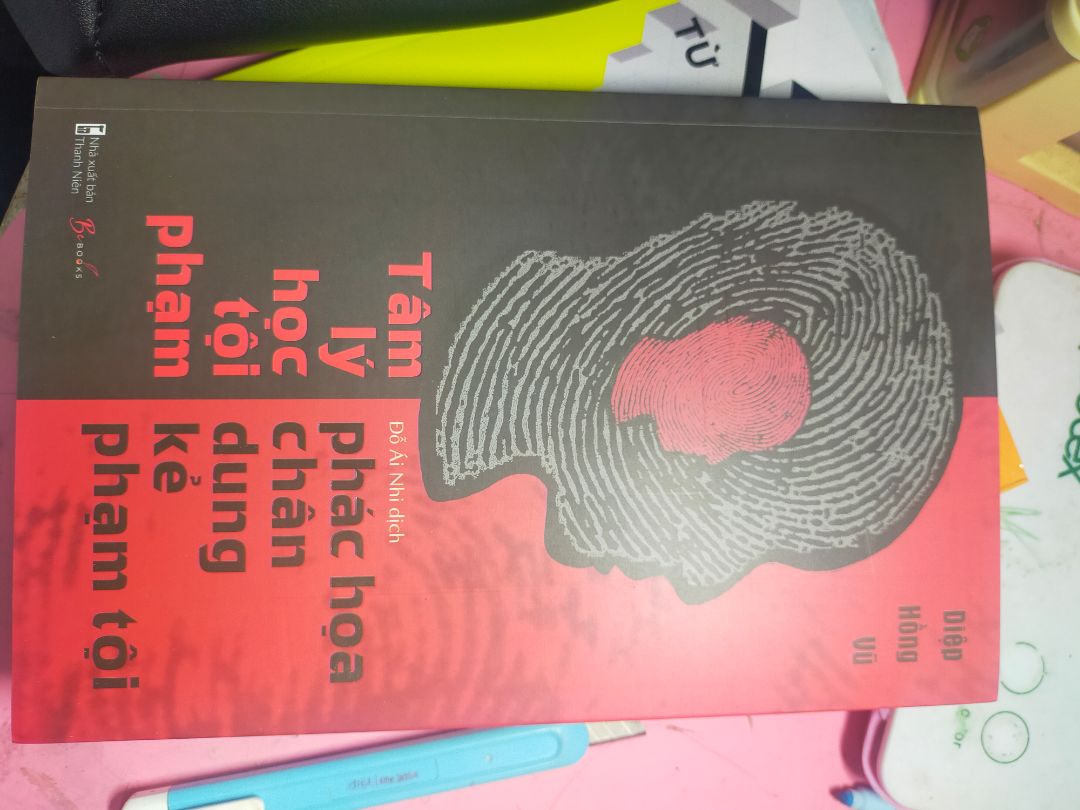 Diệp
Hồng
Vũ
Tâm
lý
học
tội
phạm
Đỗ Ái Nhi dịch
phác họa
chân
dung
kẻ
phạm tội
Nhà xuất bản
Thanh Niên
BeBOOKS
TỪ